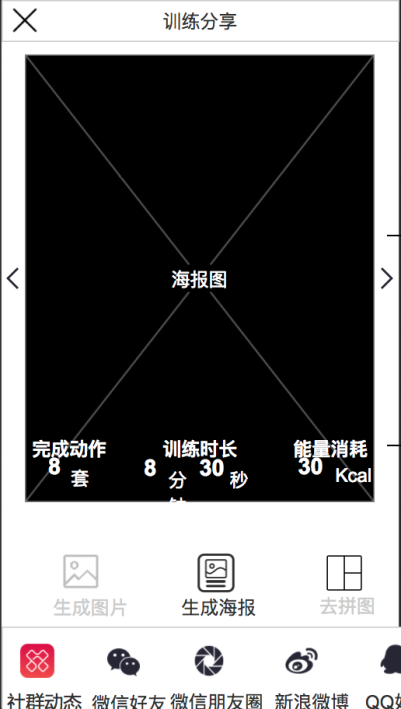 训练分享
海报图
完成动作 训练时长 能量消耗
8 套 8 分 30 秒 30 Kcal
生成图片 生成海报 去拼图
社群动态 微信好友 微信朋友圈 新浪微博 QQ